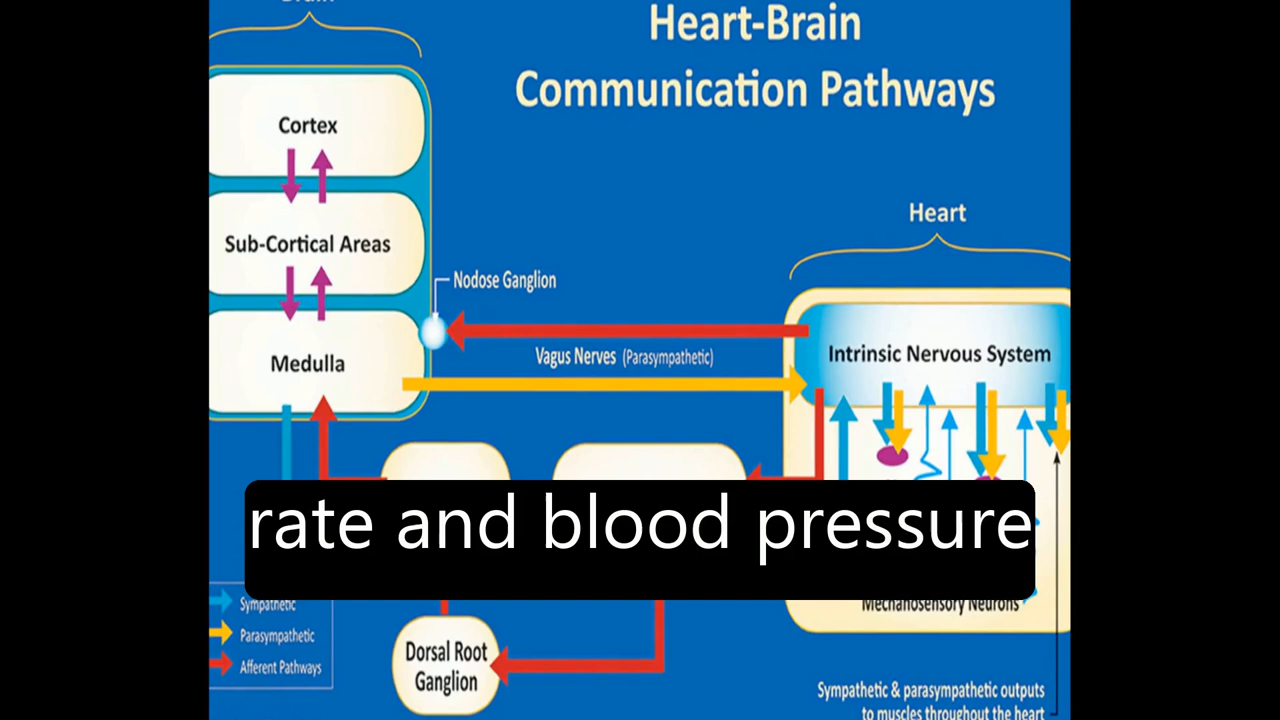 Brain
Heart-Brain
Communication Pathways
Cortex
Sub-Cortical Areas
Medulla
Nodose Ganglion
Vagus Nerves (Parasympathetic)
Heart
Intrinsic Nervous System
rate and blood pressure
Mechanosensory Neurons
Sympathetic
Parasympathetic
Afferent Pathways
Dorsal Root
Ganglion
Sympathetic & parasympathetic outputs
to muscles throughout the heart